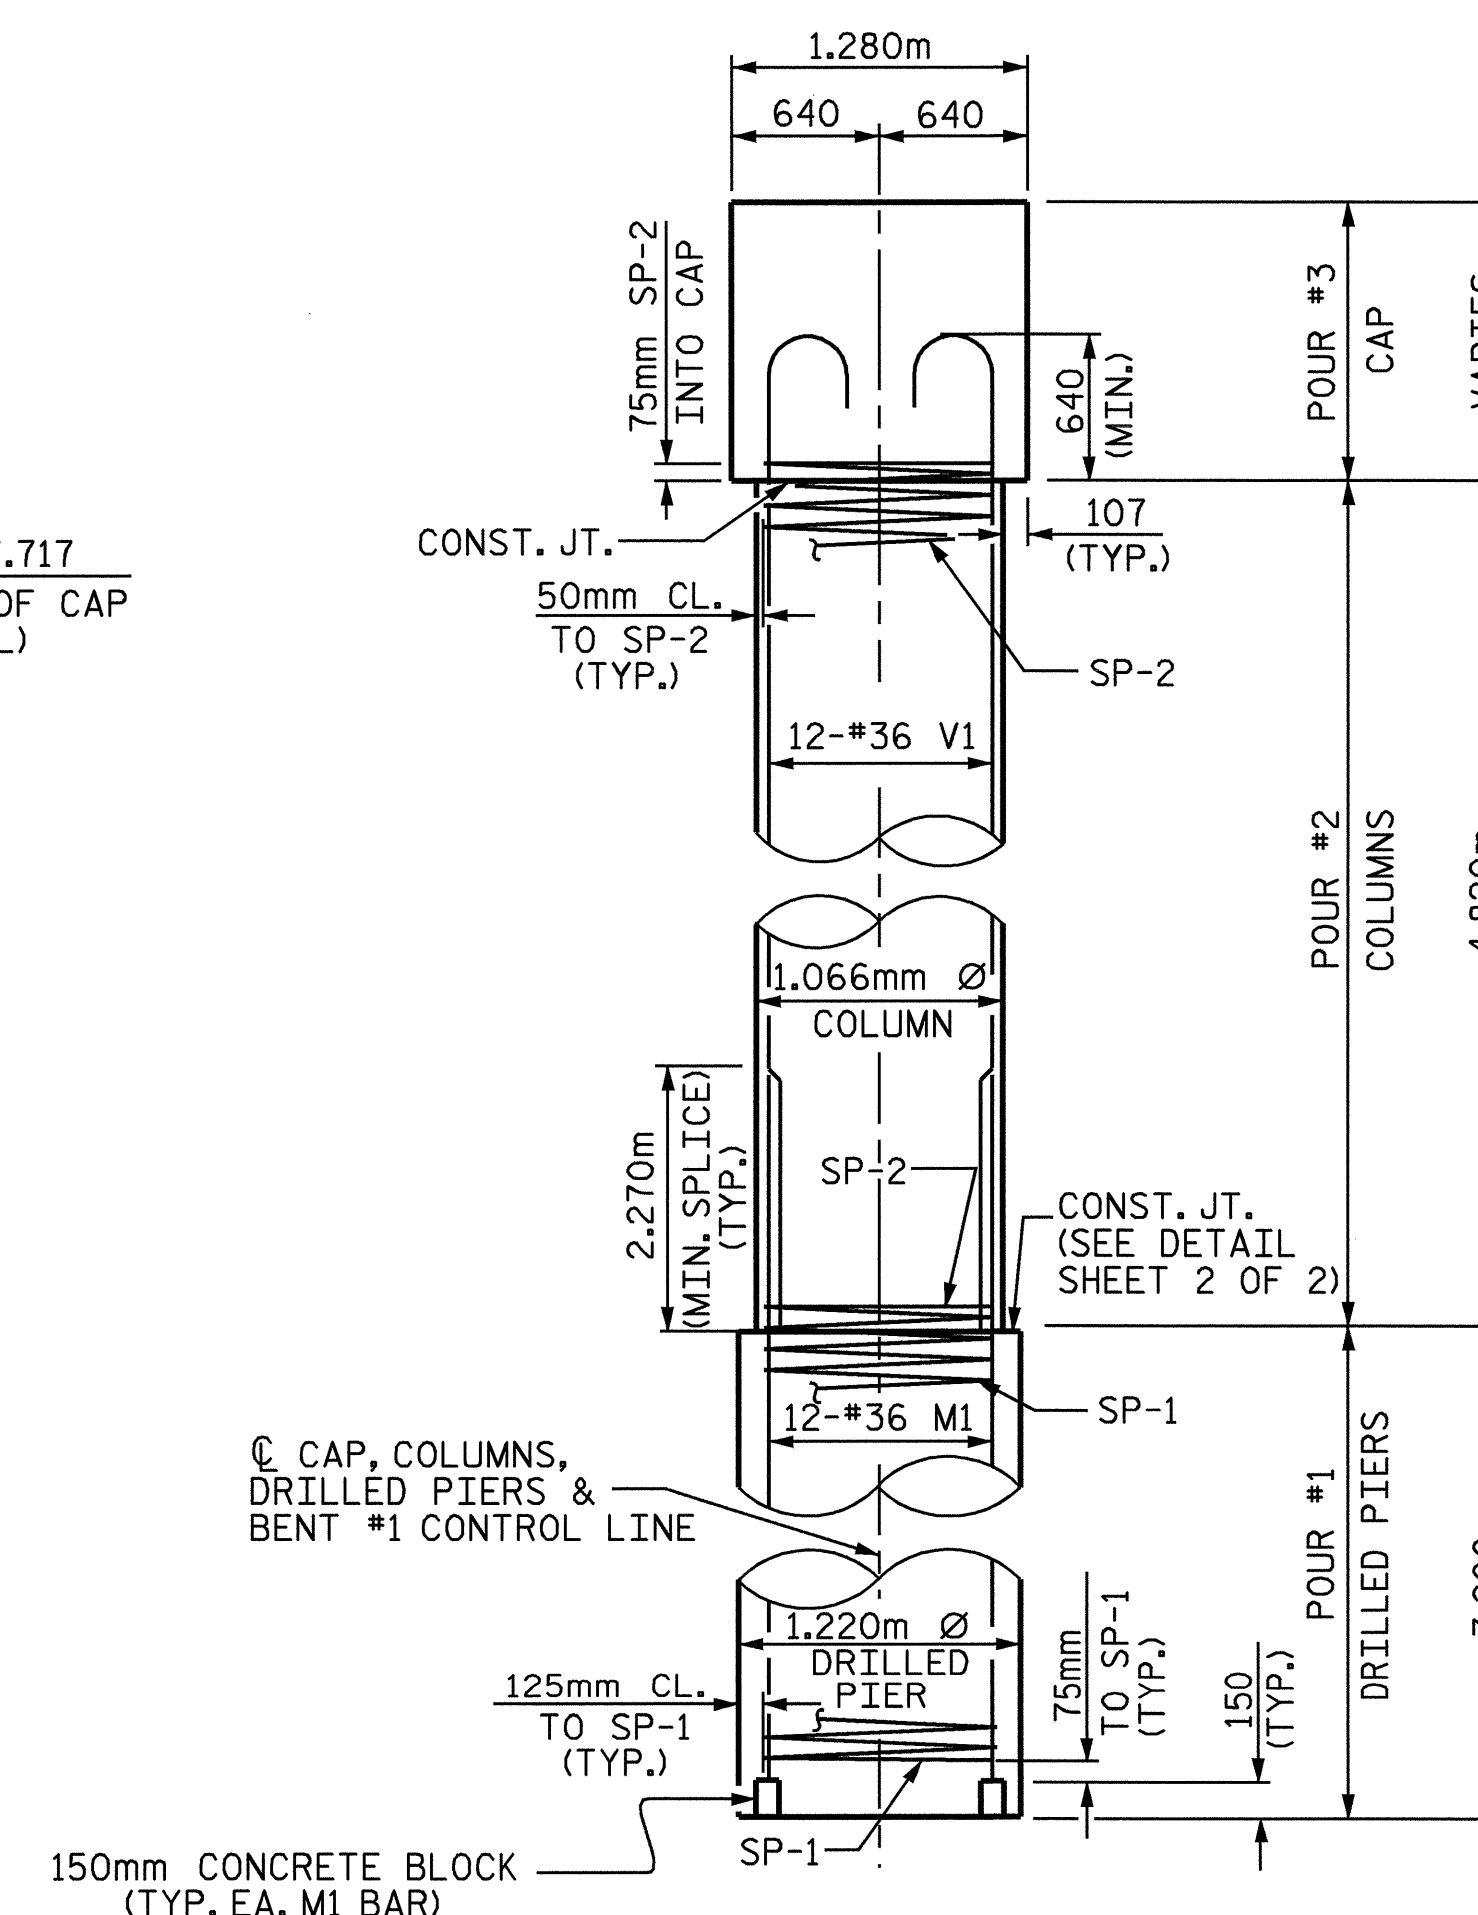 1.280m
640
640
75mm SP-2
INTO CAP
640
(MIN.)
POUR #3
CAP
CONST. JT.
107
(TYP.)
.717
OF CAP
50mm CL.
TO SP-2
(TYP.)
SP-2
12-#36 V1
POUR #2
COLUMNS
1.066mm Ø
COLUMN
2.270m
(MIN. SPLICE)
(TYP.)
SP-2
CONST. JT.
(SEE DETAIL
SHEET 2 OF 2)
SP-1
12-#36 M1
℄ CAP, COLUMNS,
DRILLED PIERS &
BENT #1 CONTROL LINE
POUR #1
DRILLED PIERS
1.220m Ø
DRILLED
PIER
125mm CL.
TO SP-1
(TYP.)
75mm
TO SP-1
(TYP.)
150
(TYP.)
SP-1
150mm CONCRETE BLOCK
(TYP. EA. M1 BAR)